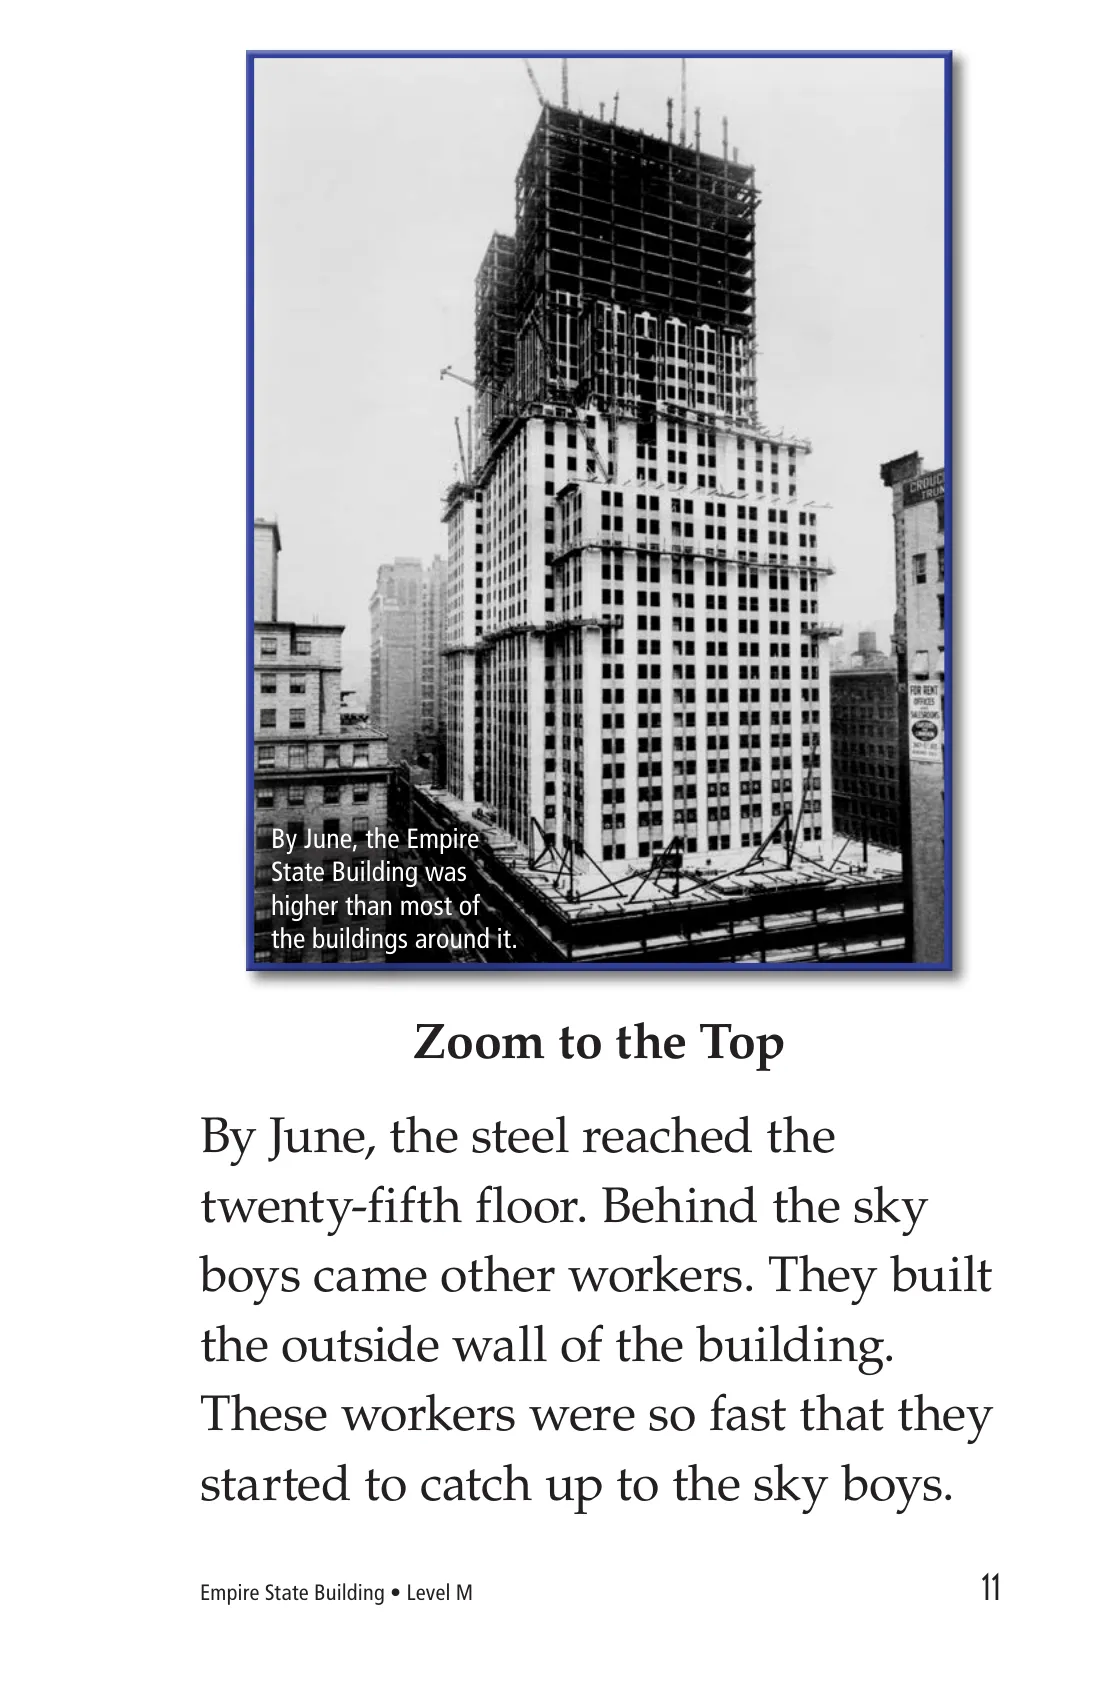 CROUC
TRUN
FOR RENT
OFFICES
SALESROOMS
By June, the Empire
State Building was
higher than most of
the buildings around it.
Zoom to the Top
By June, the steel reached the
twenty-fifth floor. Behind the sky
boys came other workers. They built
the outside wall of the building.
These workers were so fast that they
started to catch up to the sky boys.
Empire State Building • Level M
11